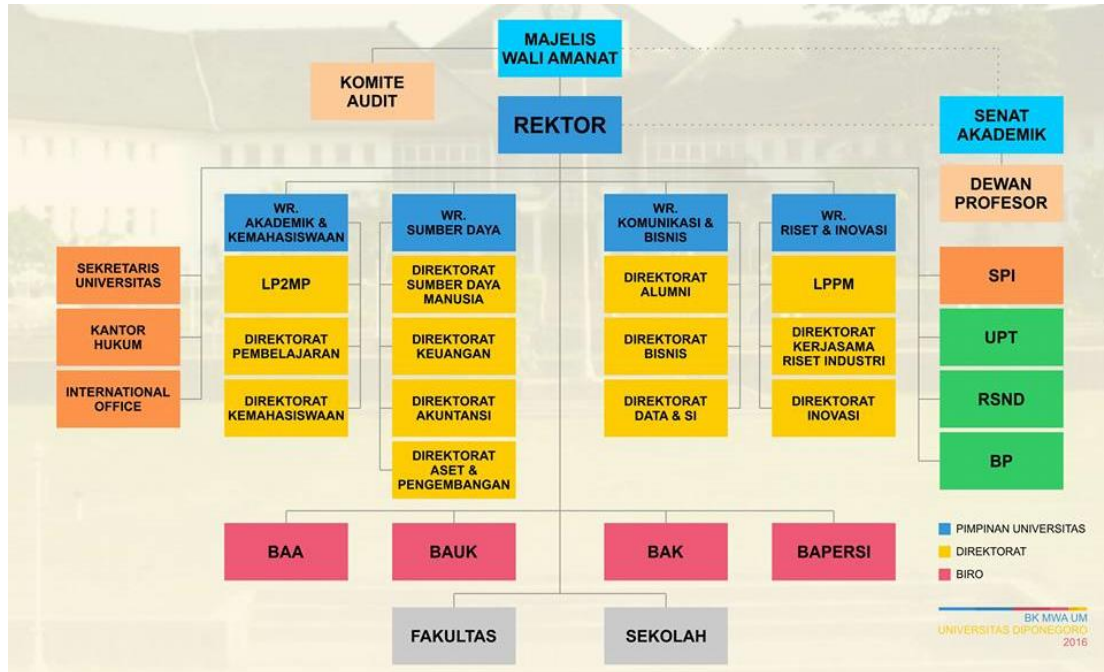 MAJELIS
WALI AMANAT
KOMITE
AUDIT
REKTOR
SENAT
AKADEMIK
DEWAN
PROFESOR
WR.
AKADEMIK &
KEMAHASISWAAN
WR.
SUMBER DAYA
WR.
KOMUNIKASI &
BISNIS
WR.
RISET & INOVASI
SEKRETARIS
UNIVERSITAS
KANTOR
HUKUM
INTERNATIONAL
OFFICE
LP2MP
DIREKTORAT
PEMBELAJARAN
DIREKTORAT
KEMAHASISWAAN
DIREKTORAT
SUMBER DAYA
MANUSIA
DIREKTORAT
KEUANGAN
DIREKTORAT
AKUNTANSI
DIREKTORAT
ASET &
PENGEMBANGAN
DIREKTORAT
ALUMNI
DIREKTORAT
BISNIS
DIREKTORAT
DATA & SI
LPPM
DIREKTORAT
KERJASAMA
RISET INDUSTRI
DIREKTORAT
INOVASI
SPI
UPT
RSND
BP
BAA
BAUK
BAK
BAPERSI
FAKULTAS
SEKOLAH
PIMPINAN UNIVERSITAS
DIREKTORAT
BIRO
BK MWA UM
UNIVERSITAS DIPONEGORO
2016